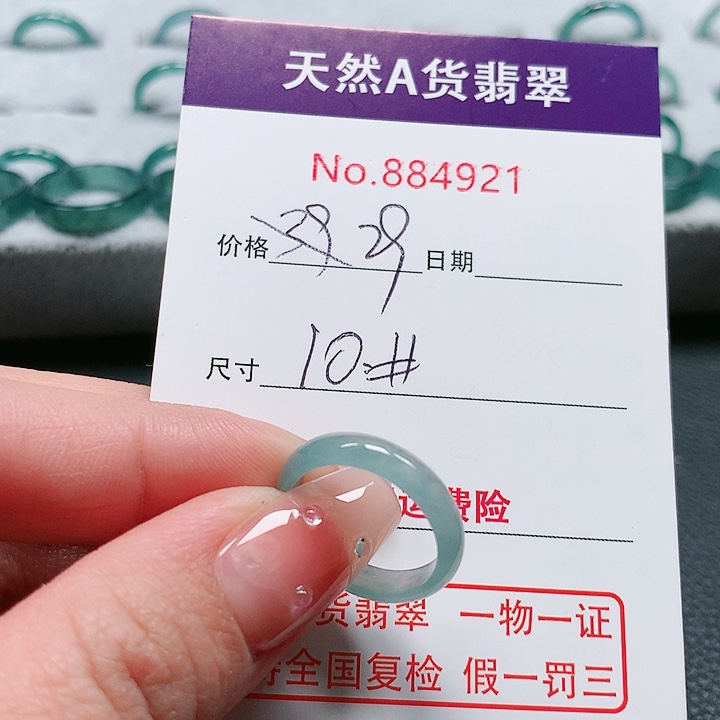 天然A货翡翠
No.884921
价格 29 日期
尺寸 10#
运费险
货翡翠 一物一证
全国复检 假一罚三